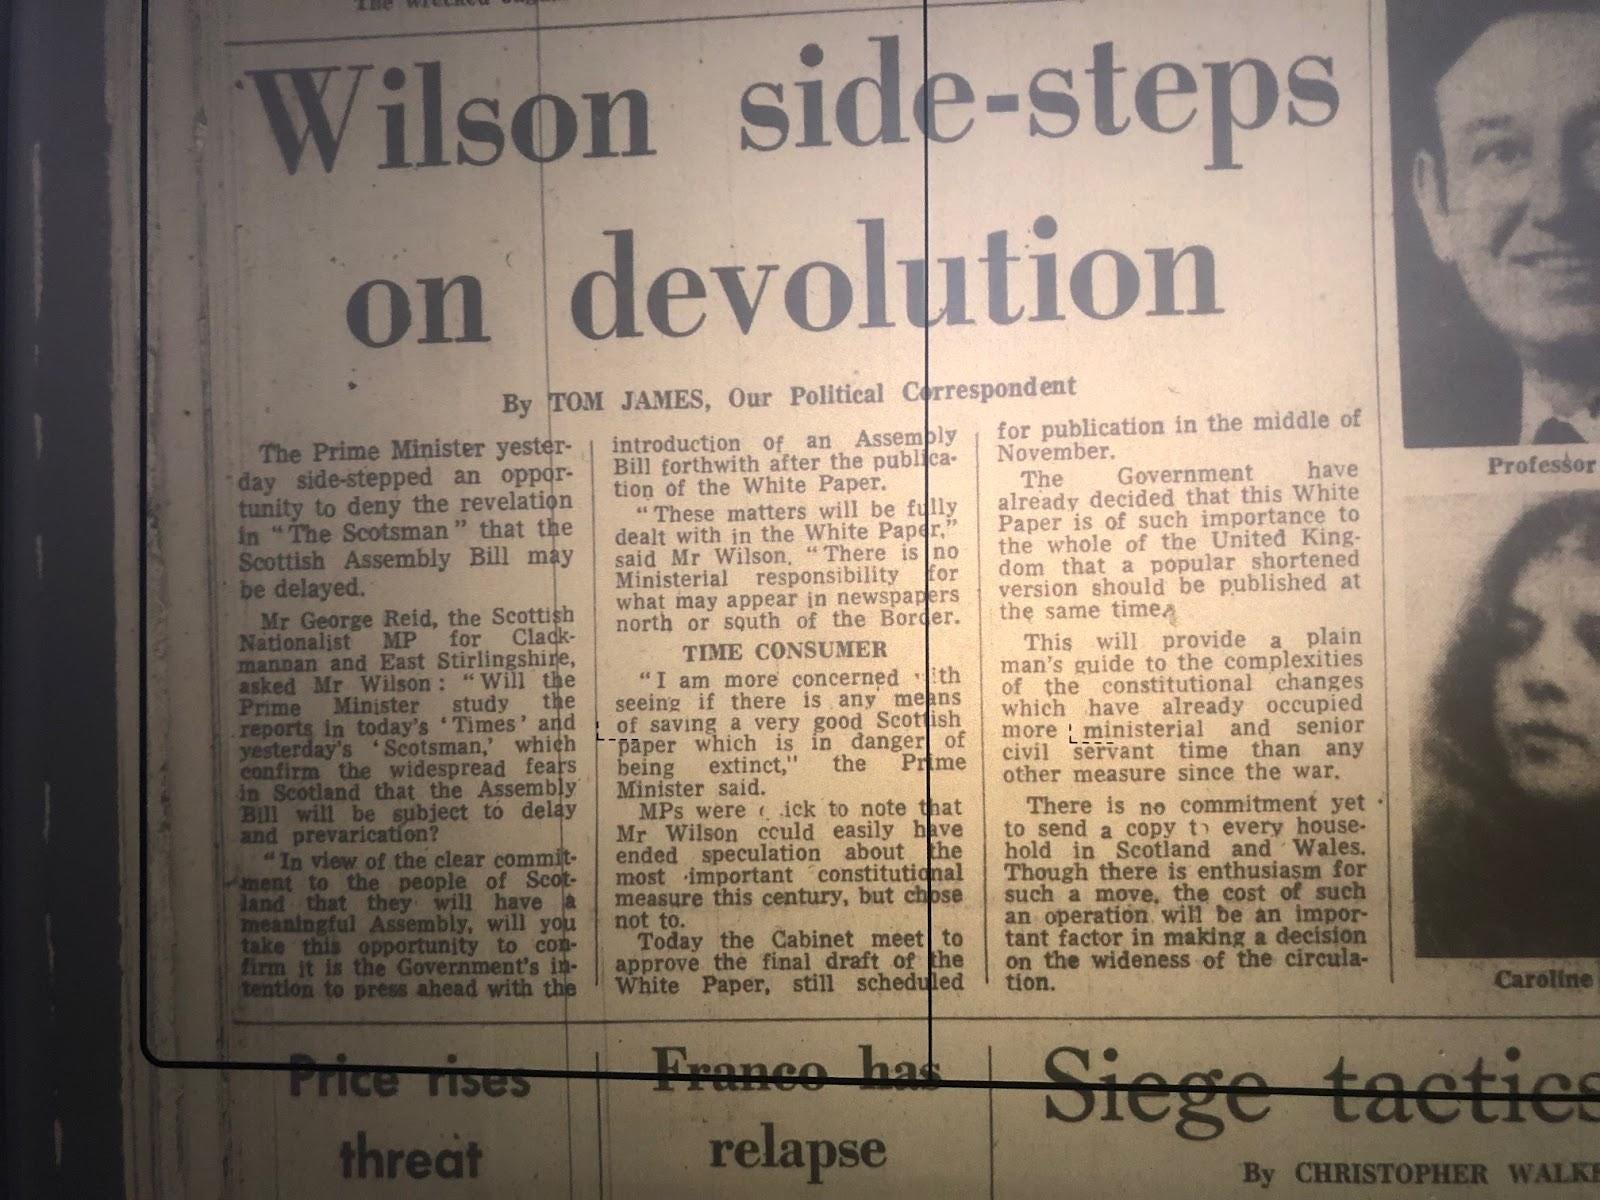 The wrecked
Wilson side-steps
on devolution
By TOM JAMES, Our Political Correspondent
The Prime Minister yester-
day side-stepped an oppor-
tunity to deny the revelation
in "The Scotsman" that the
Scottish Assembly Bill may
be delayed.
Mr George Reid, the Scottish
Nationalist MP for Clack-
mannan and East Stirlingshire,
asked Mr Wilson: "Will the
Prime Minister study the
reports in today's 'Times' and
yesterday's 'Scotsman,' which
confirm the widespread fears
in Scotland that the Assembly
Bill will be subject to delay
and prevarication?
"In view of the clear commit-
ment to the people of Scot-
land that they will have a
meaningful Assembly, will you
take this opportunity to con-
firm it is the Government's in-
tention to press ahead with the
introduction of an Assembly
Bill forthwith after the publica-
tion of the White Paper.
"These matters will be fully
dealt with in the White Paper,"
said Mr Wilson. "There is no
Ministerial responsibility for
what may appear in newspapers
north or south of the Border.
TIME CONSUMER
"I am more concerned with
seeing if there is any means
of saving a very good Scottish
paper which is in danger of
being extinct," the Prime
Minister said.
MPs were ick to note that
Mr Wilson could easily have
ended speculation about the
most important constitutional
measure this century, but chose
not to.
Today the Cabinet meet to
approve the final draft of the
White Paper, still scheduled
for publication in the middle of
November.
The Government have
already decided that this White
Paper is of such importance to
the whole of the United King-
dom that a popular shortened
version should be published at
the same time.
This will provide a plain
man's guide to the complexities
of the constitutional changes
which have already occupied
more ministerial and senior
civil servant time than any
other measure since the war.
There is no commitment yet
to send a copy to every house-
hold in Scotland and Wales.
Though there is enthusiasm for
such a move, the cost of such
an operation will be an impor-
tant factor in making a decision
on the wideness of the circula-
tion.
Professor
Caroline
Price rises
threat
Franco has
relapse
Siege tactics
By CHRISTOPHER WALKE